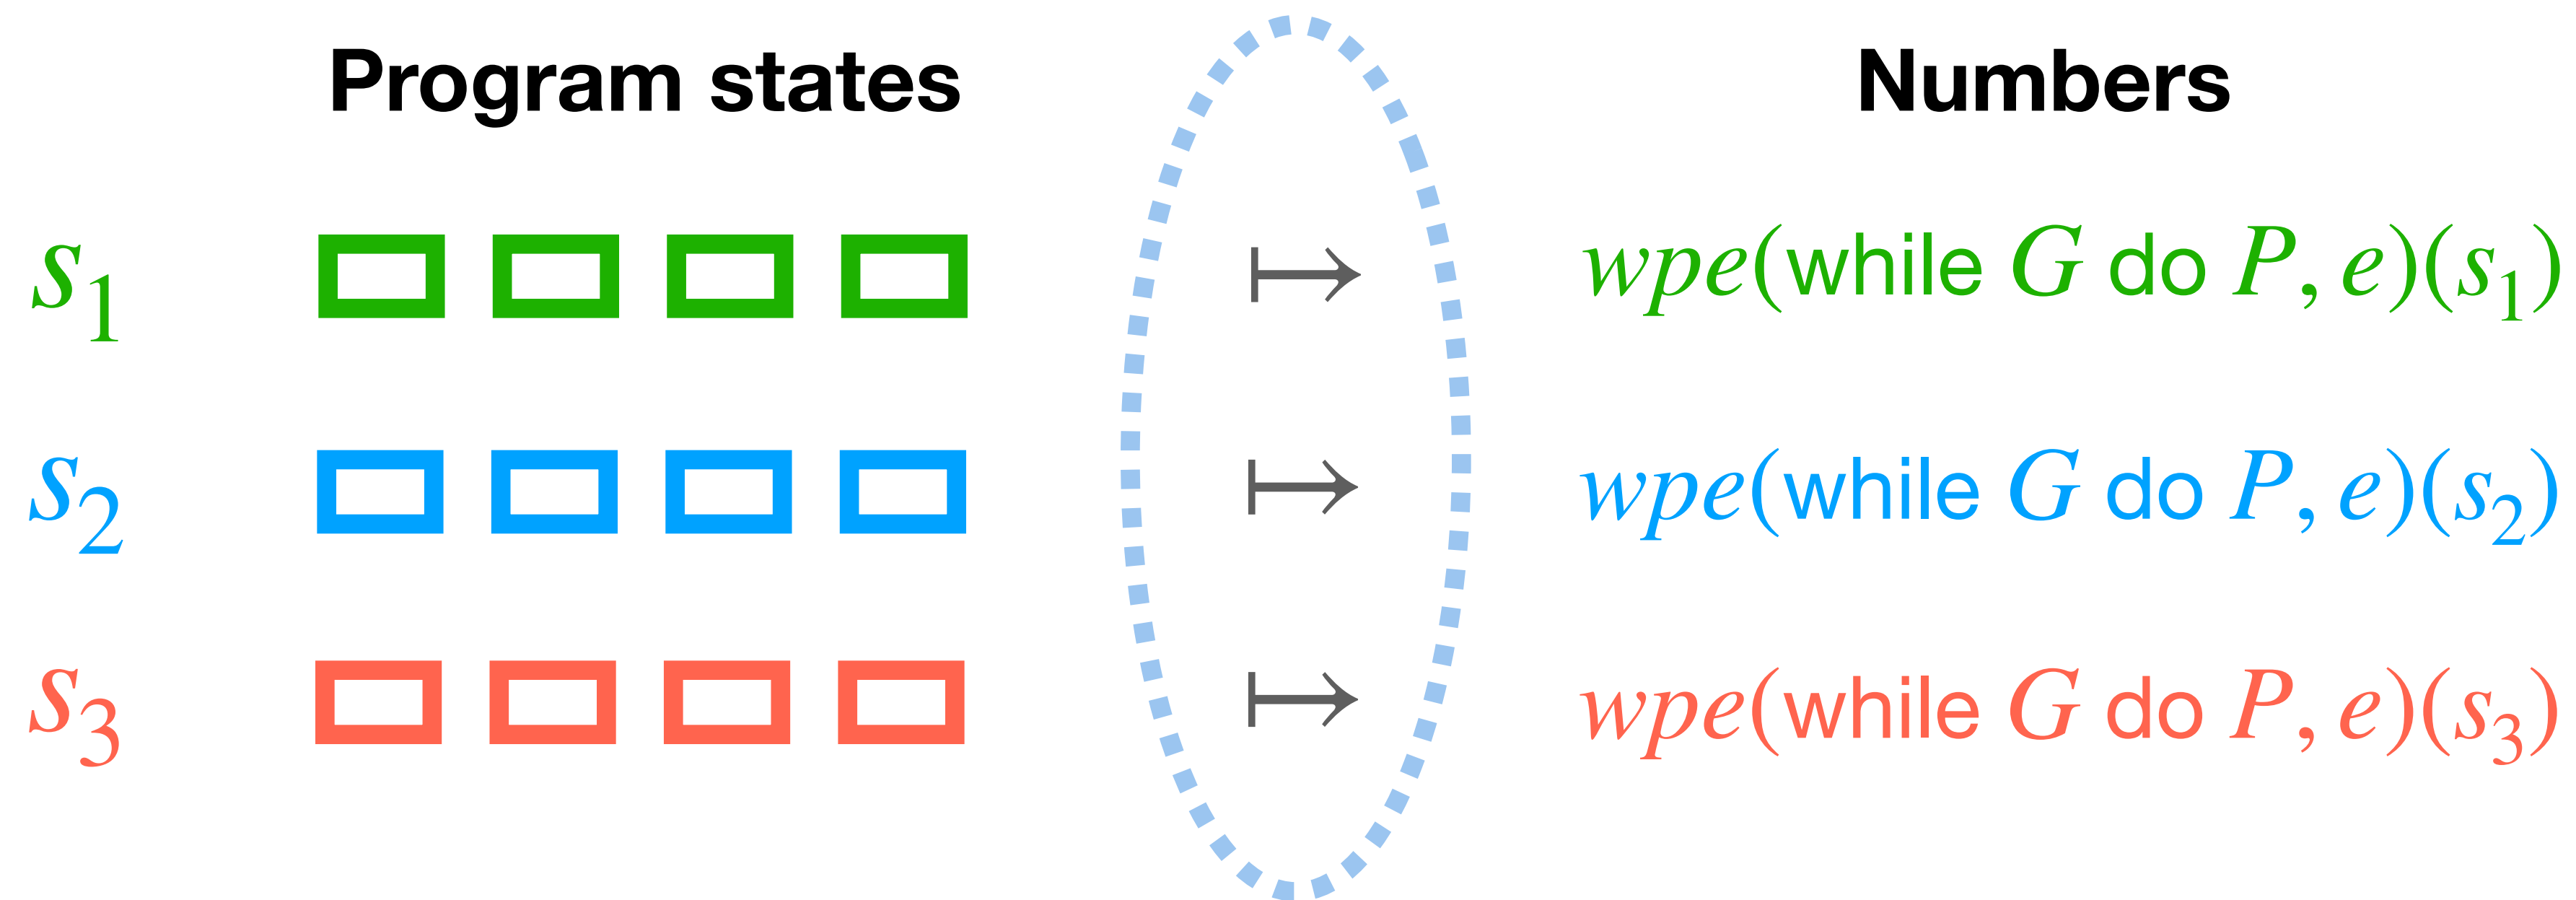 Program states Numbers
s₁ ↦ wpe(while G do P, e)(s₁)
s₂ ↦ wpe(while G do P, e)(s₂)
s₃ ↦ wpe(while G do P, e)(s₃)